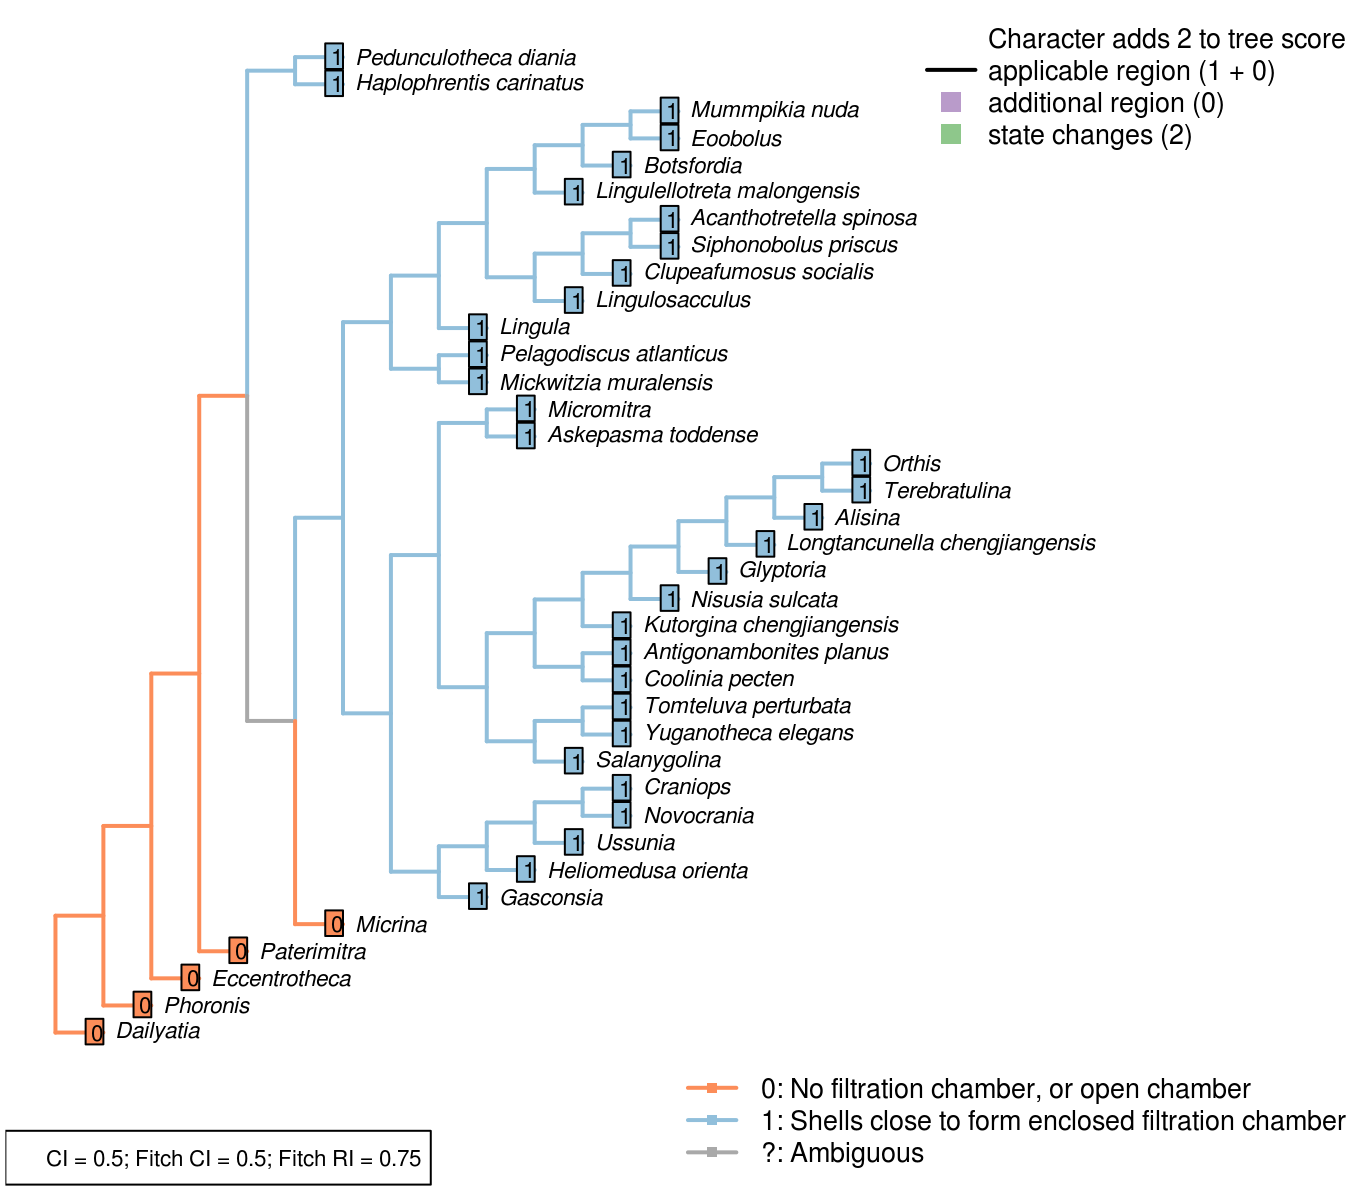 Character adds 2 to tree score
applicable region (1 + 0)
additional region (0)
state changes (2)
1 Pedunculotheca diania
1 Haplophrentis carinatus
1 Mummpikia nuda
1 Eoobolus
1 Botsfordia
1 Lingulellotreta malongensis
1 Acanthotretella spinosa
1 Siphonobolus priscus
1 Clupeafumosus socialis
1 Lingulosacculus
1 Lingula
1 Pelagodiscus atlanticus
1 Mickwitzia muralensis
1 Micromitra
1 Askepasma toddense
1 Orthis
1 Terebratulina
1 Alisina
1 Longtancunella chengjiangensis
1 Glyptoria
1 Nisusia sulcata
1 Kutorgina chengjiangensis
1 Antigonambonites planus
1 Coolinia pecten
1 Tomteluva perturbata
1 Yuganotheca elegans
1 Salanygolina
1 Craniops
1 Novocrania
1 Ussunia
1 Heliomedusa orienta
1 Gasconsia
0 Micrina
0 Paterimitra
0 Eccentrotheca
0 Phoronis
0 Dailyatia
0: No filtration chamber, or open chamber
1: Shells close to form enclosed filtration chamber
?: Ambiguous
CI = 0.5; Fitch CI = 0.5; Fitch RI = 0.75